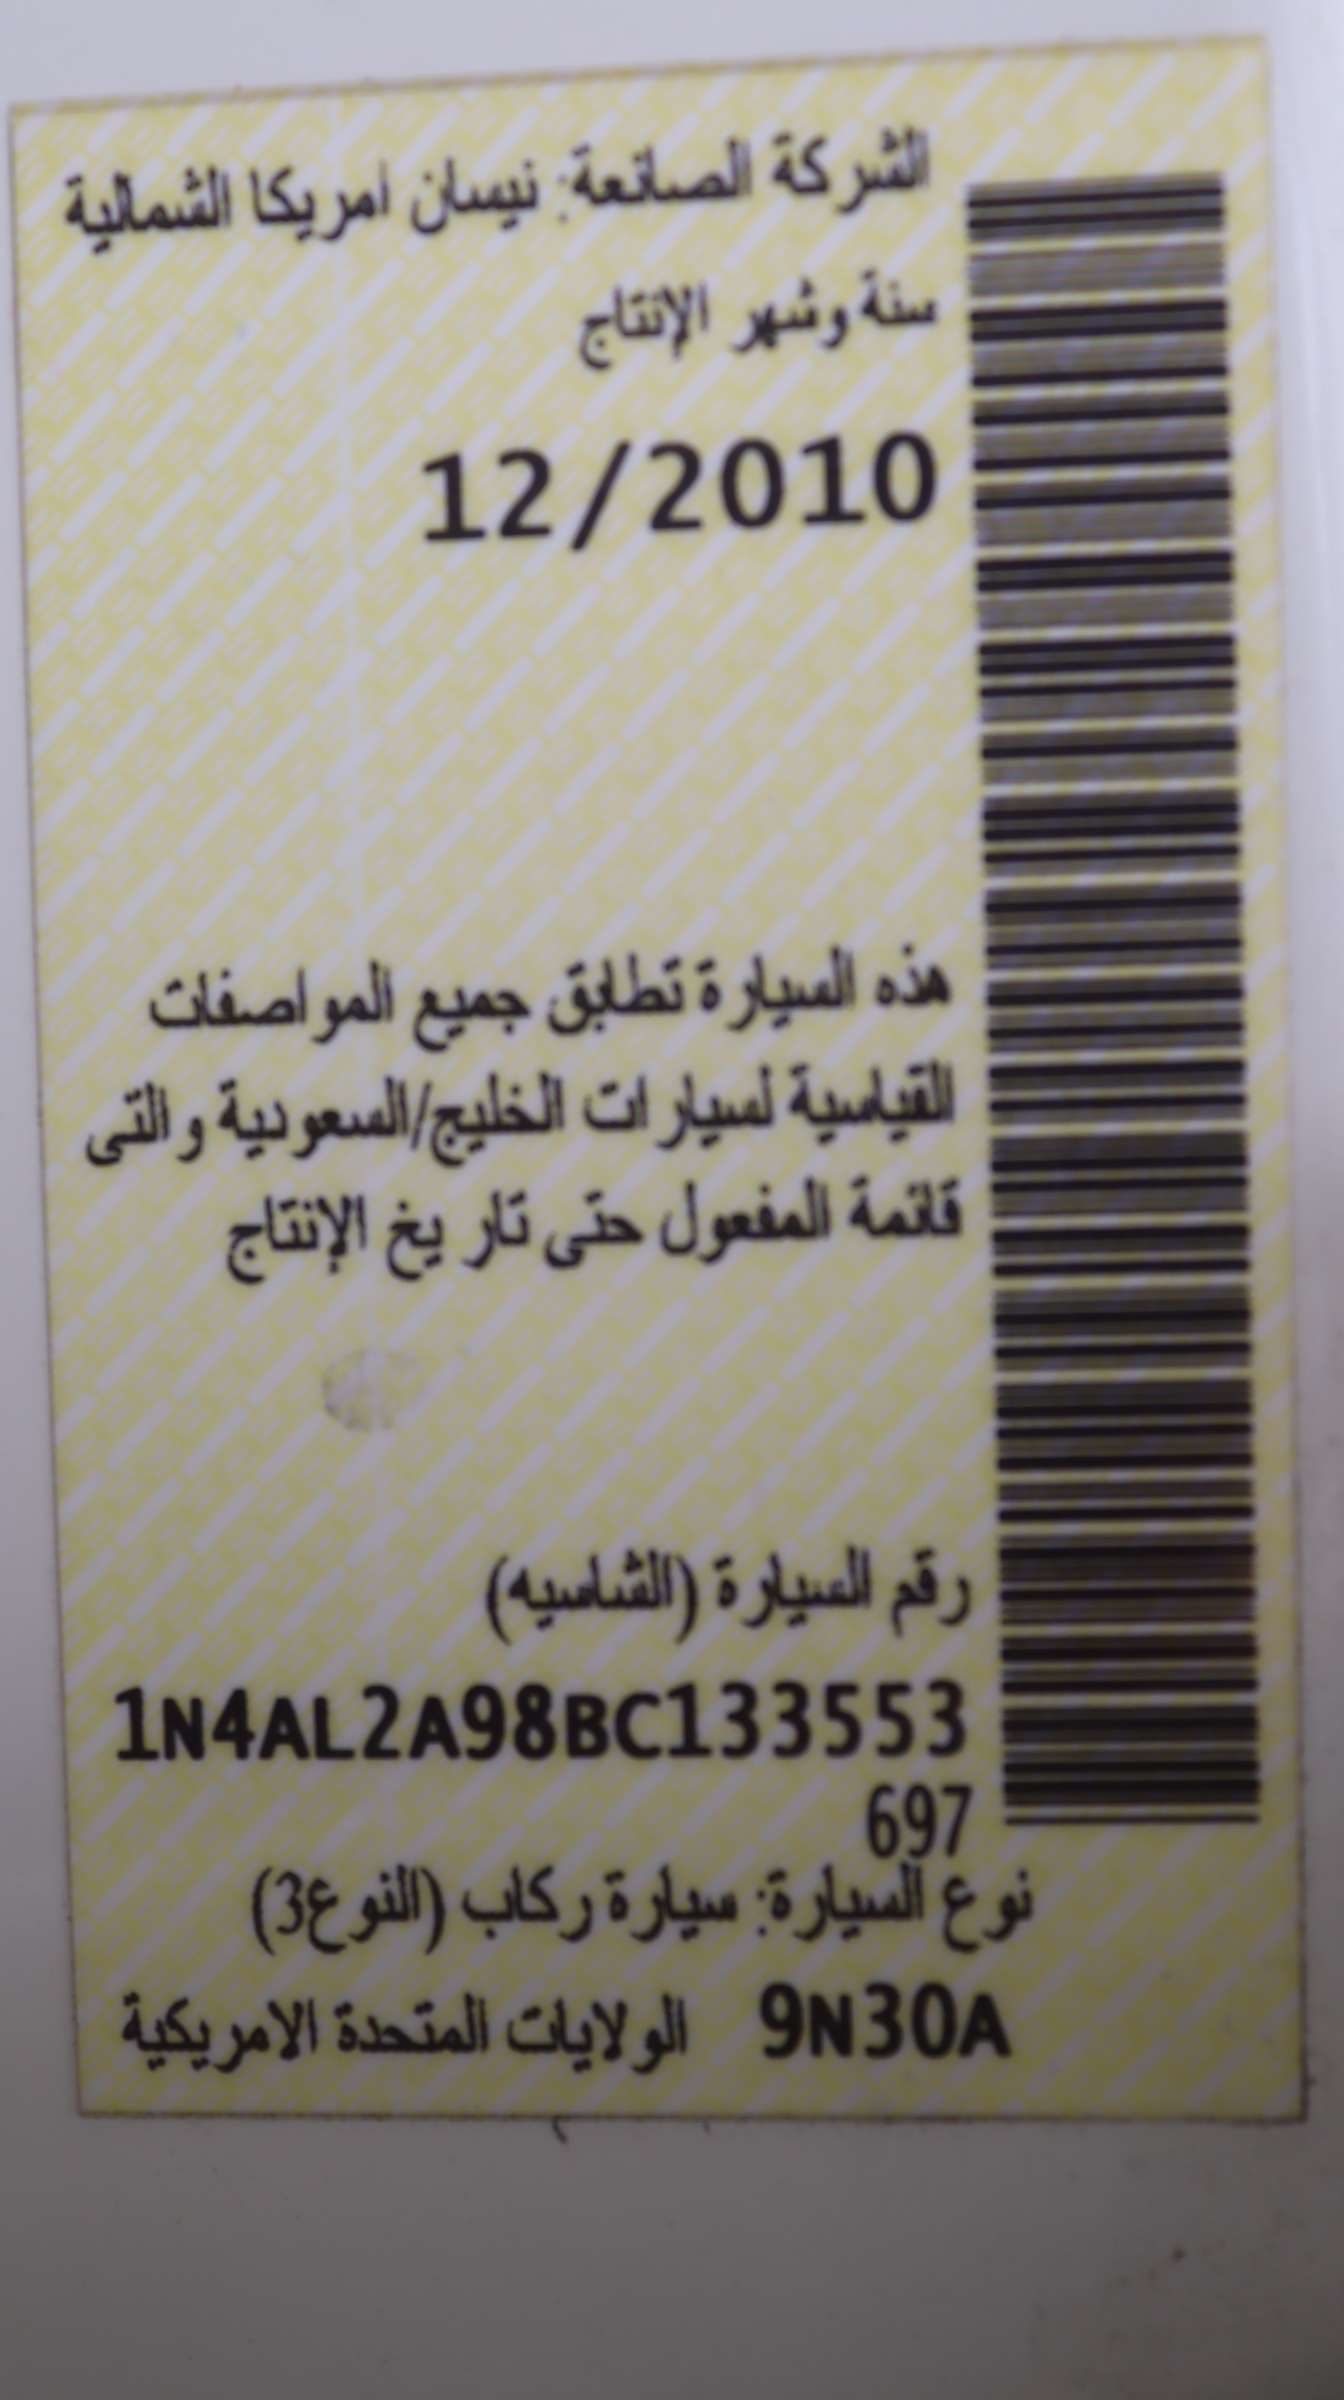 الشركة الصانعة: نيسان امريكا الشمالية
سنة وشهر الإنتاج
12/2010
هذه السيارة تطابق جميع المواصفات
القياسية لسيارات الخليج/السعودية والتى
قائمة المفعول حتى تاريخ الإنتاج
رقم السيارة (الشاسيه)
1N4AL2A98BC133553
697
نوع السيارة: سيارة ركاب (النوع3)
9N30A الولايات المتحدة الامريكية